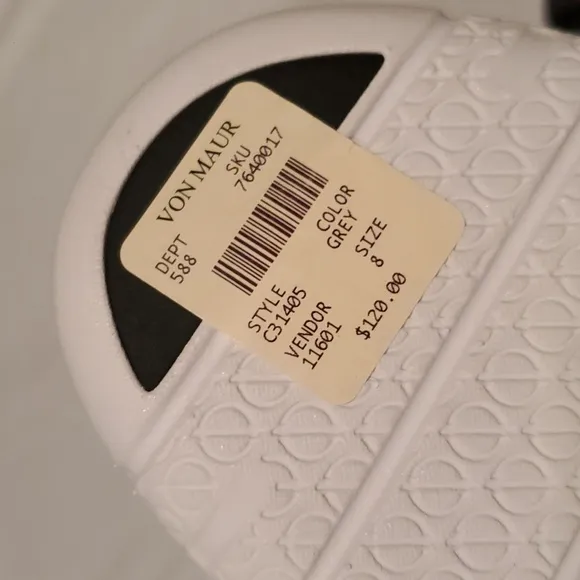 VON MAUR
DEPT
588
SKU
7640017
STYLE
C31405
COLOR
GREY
VENDOR
11601
SIZE
8
$120.00